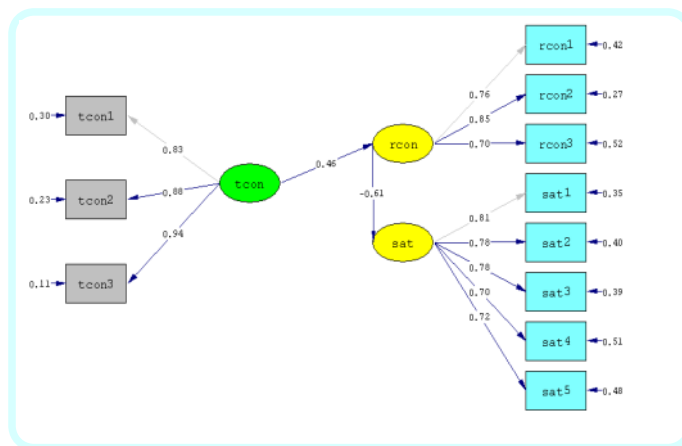 0.30
tcon1
0.23
tcon2
0.11
tcon3
0.83
0.88
0.94
tcon
0.46
rcon
-0.61
sat
0.76
0.85
0.70
0.81
0.78
0.78
0.70
0.72
rcon1
0.42
rcon2
0.27
rcon3
0.52
sat1
0.35
sat2
0.40
sat3
0.39
sat4
0.51
sat5
0.48